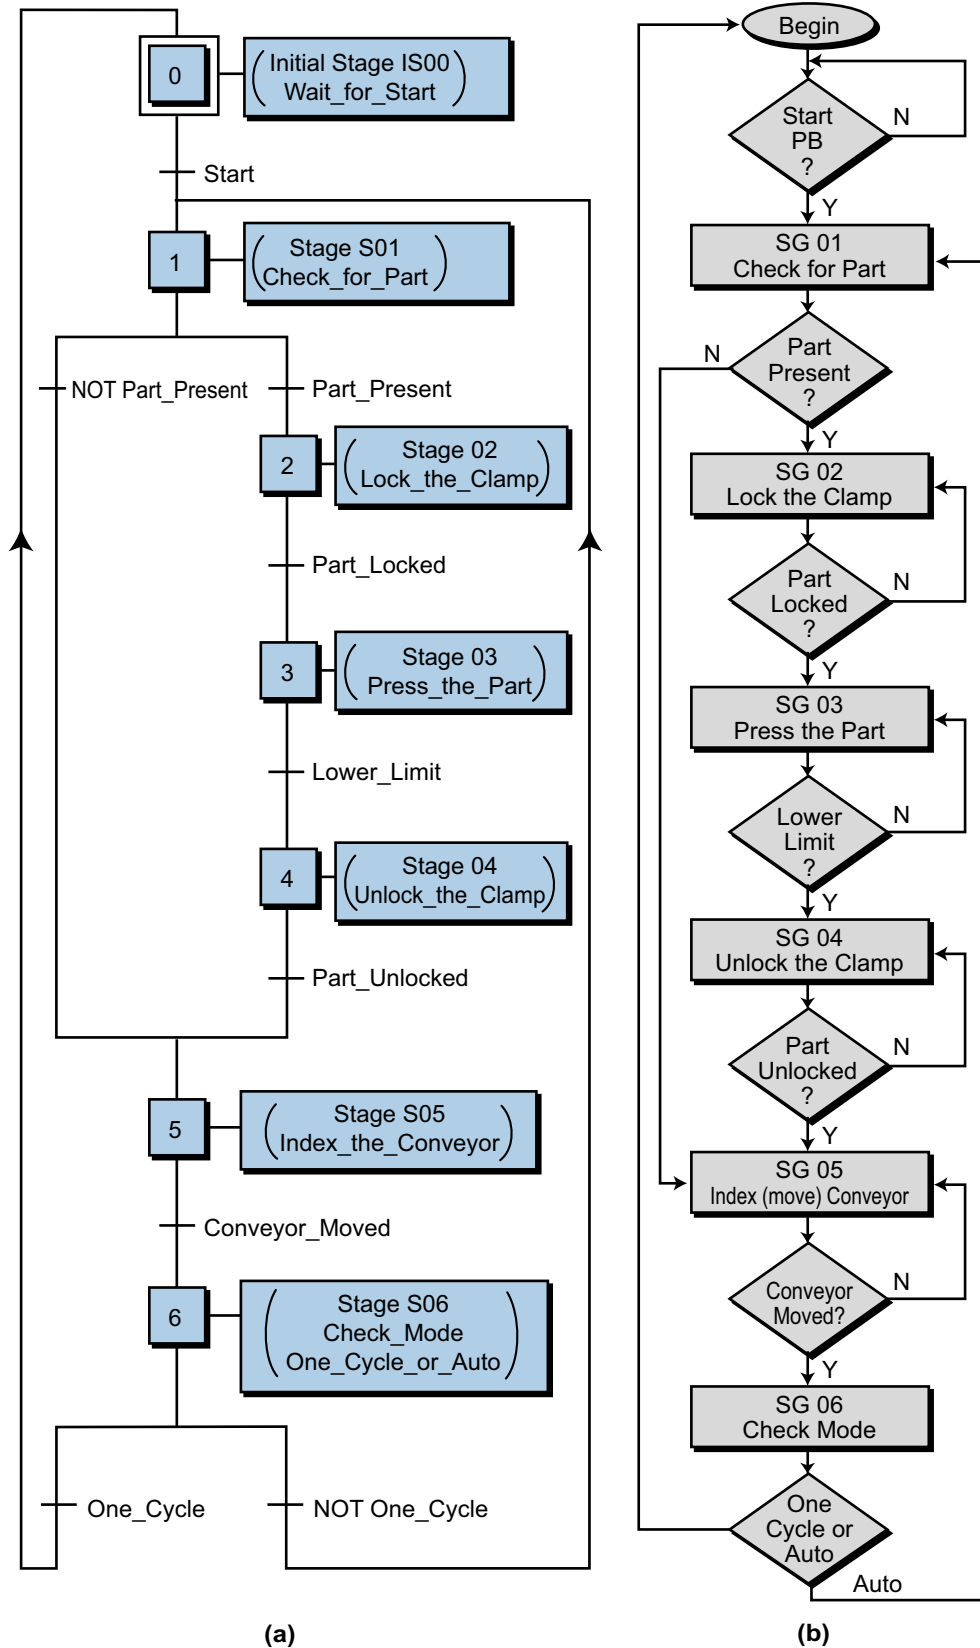 0
Initial Stage IS00
Wait_for_Start
Start
1
Stage S01
Check_for_Part
NOT Part_Present
Part_Present
2
Stage 02
Lock_the_Clamp
Part_Locked
3
Stage 03
Press_the_Part
Lower_Limit
4
Stage 04
Unlock_the_Clamp
Part_Unlocked
5
Stage S05
Index_the_Conveyor
Conveyor_Moved
6
Stage S06
Check_Mode
One_Cycle_or_Auto
One_Cycle
NOT One_Cycle
(a)
Begin
Start
PB
?
N
Y
SG 01
Check for Part
Part
Present
?
N
Y
SG 02
Lock the Clamp
Part
Locked
?
N
Y
SG 03
Press the Part
Lower
Limit
?
N
Y
SG 04
Unlock the Clamp
Part
Unlocked
?
N
Y
SG 05
Index (move) Conveyor
Conveyor
Moved?
N
Y
SG 06
Check Mode
One
Cycle or
Auto
Auto
(b)